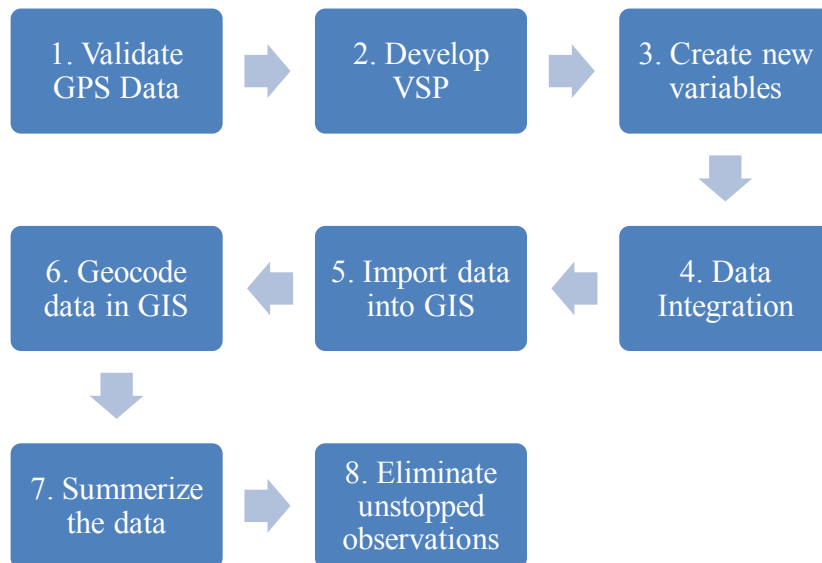 1. Validate
GPS Data
2. Develop
VSP
3. Create new
variables
4. Data
Integration
5. Import data
into GIS
6. Geocode
data in GIS
7. Summerize
the data
8. Eliminate
unstopped
observations